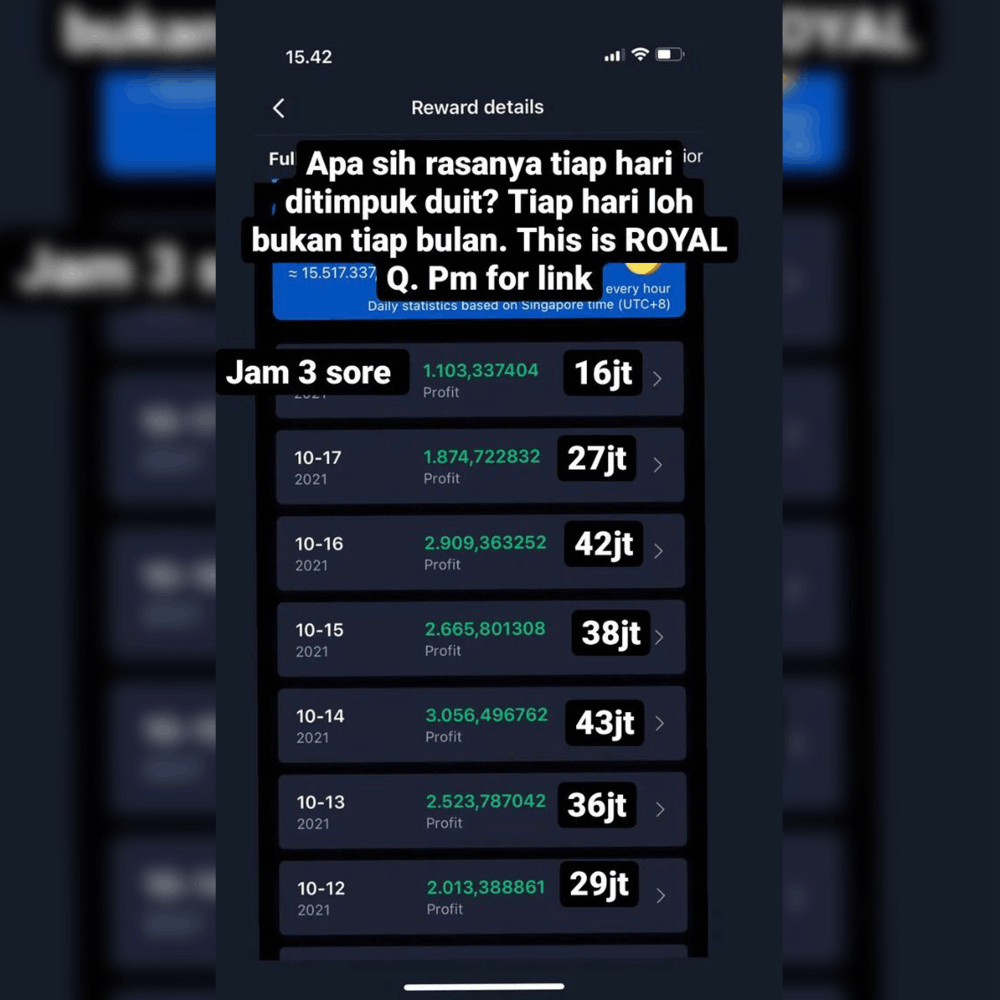 bukan
OYAL
15.42
Reward details
Ful
ior
Apa sih rasanya tiap hari
ditimpuk duit? Tiap hari loh
bukan tiap bulan. This is ROYAL
Q. Pm for link
≈ 15.517.337
every hour
Daily statistics based on Singapore time (UTC+8)
Jam 3 s
Jam 3 sore
1.103,337404
16jt
2021
Profit
10-17
1.874,722832
27jt
2021
Profit
10-16
2.909,363252
42jt
2021
Profit
10-15
2.665,801308
38jt
2021
Profit
10-14
3.056,496762
43jt
2021
Profit
10-13
2.523,787042
36jt
2021
Profit
10-12
2.013,388861
29jt
2021
Profit